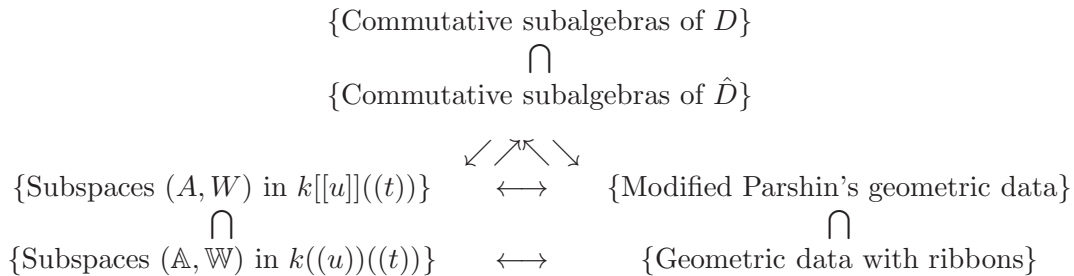 {Commutative subalgebras of D}
⋂
{Commutative subalgebras of D̂}
↙ ↗ ↖ ↘
{Subspaces (A, W) in k[[u]]((t))} ⟷ {Modified Parshin's geometric data}
⋂ ⋂
{Subspaces (𝔸, 𝕎) in k((u))((t))} ⟷ {Geometric data with ribbons}